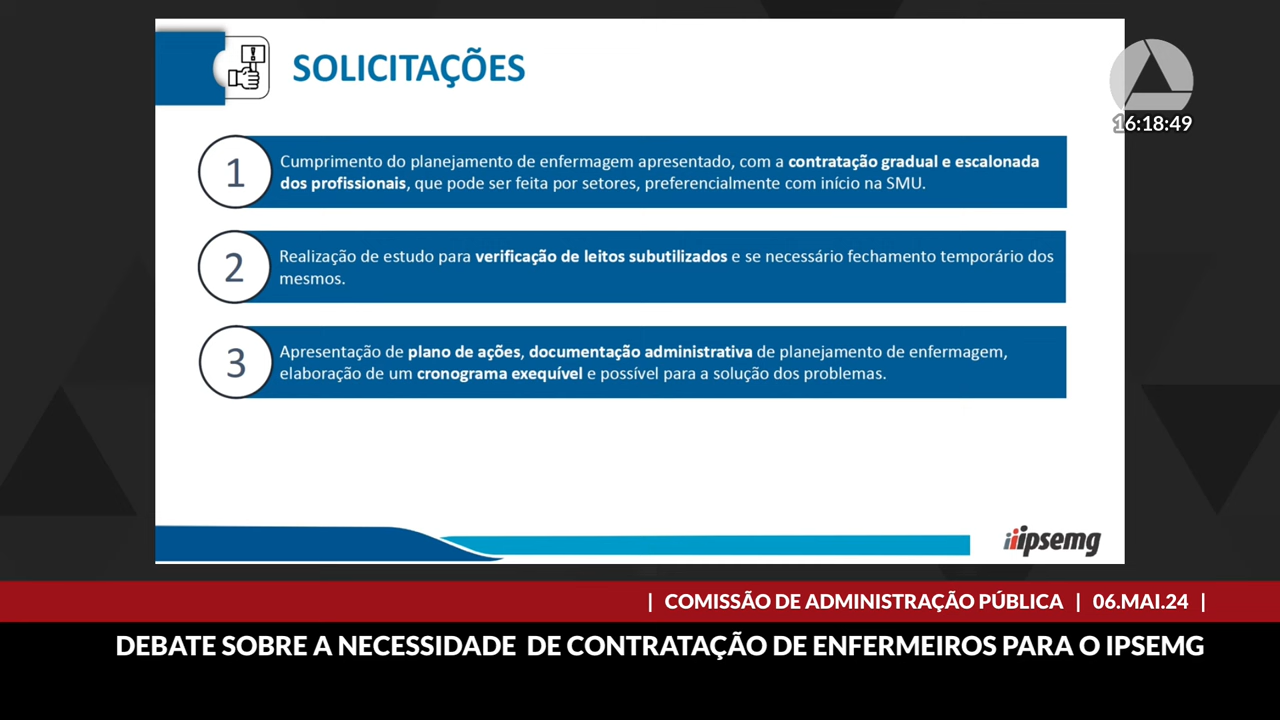 SOLICITAÇÕES
16:18:49
1
Cumprimento do planejamento de enfermagem apresentado, com a contratação gradual e escalonada
dos profissionais, que pode ser feita por setores, preferencialmente com início na SMU.
2
Realização de estudo para verificação de leitos subutilizados e se necessário fechamento temporário dos
mesmos.
3
Apresentação de plano de ações, documentação administrativa de planejamento de enfermagem,
elaboração de um cronograma exequível e possível para a solução dos problemas.
ipsemg
| COMISSÃO DE ADMINISTRAÇÃO PÚBLICA | 06.MAI.24 |
DEBATE SOBRE A NECESSIDADE DE CONTRATAÇÃO DE ENFERMEIROS PARA O IPSEMG